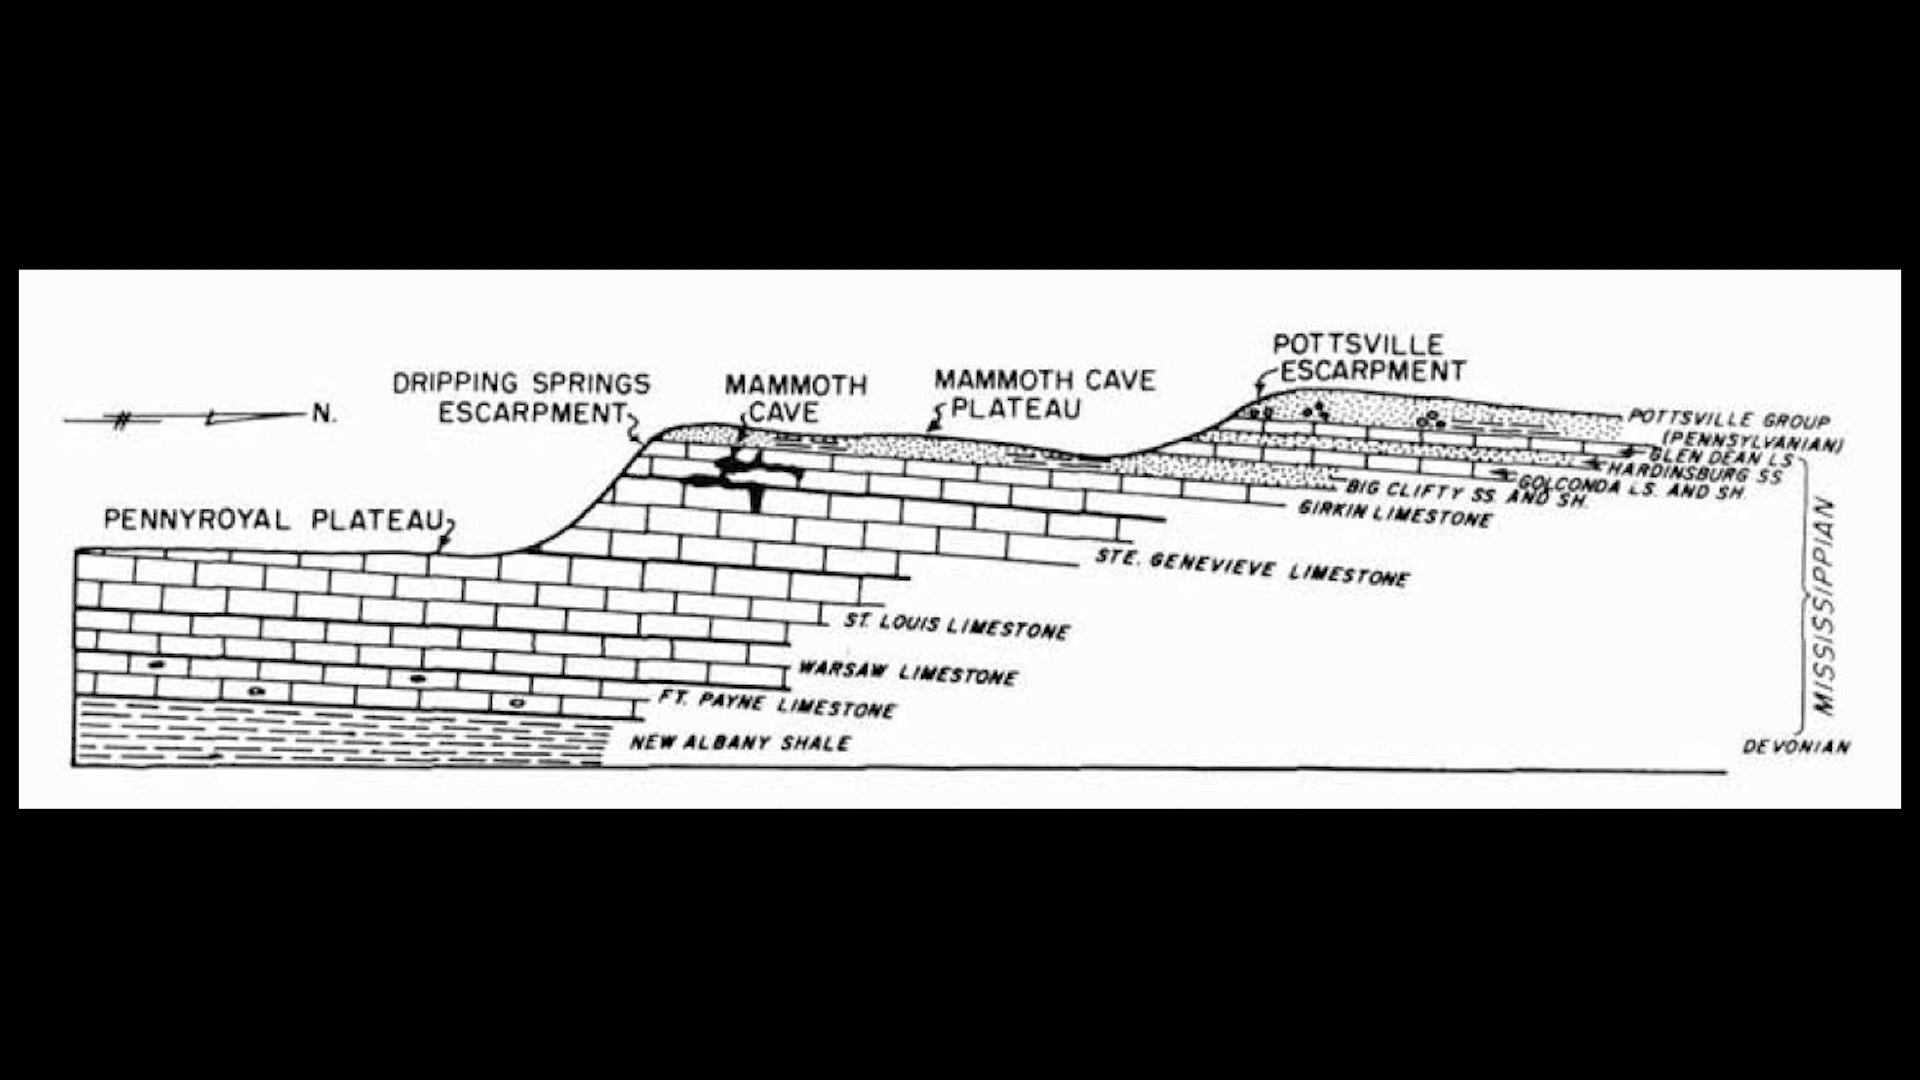 POTTSVILLE
ESCARPMENT
DRIPPING SPRINGS
ESCARPMENT
MAMMOTH
CAVE
MAMMOTH CAVE
PLATEAU
N.
PENNYROYAL PLATEAU
POTTSVILLE GROUP
(PENNSYLVANIAN)
GLEN DEAN LS
HARDINSBURG SS
GOLCONDA LS. AND SH.
BIG CLIFTY SS. AND SH.
GIRKIN LIMESTONE
STE. GENEVIEVE LIMESTONE
ST. LOUIS LIMESTONE
WARSAW LIMESTONE
FT. PAYNE LIMESTONE
NEW ALBANY SHALE
MISSISSIPPIAN
DEVONIAN